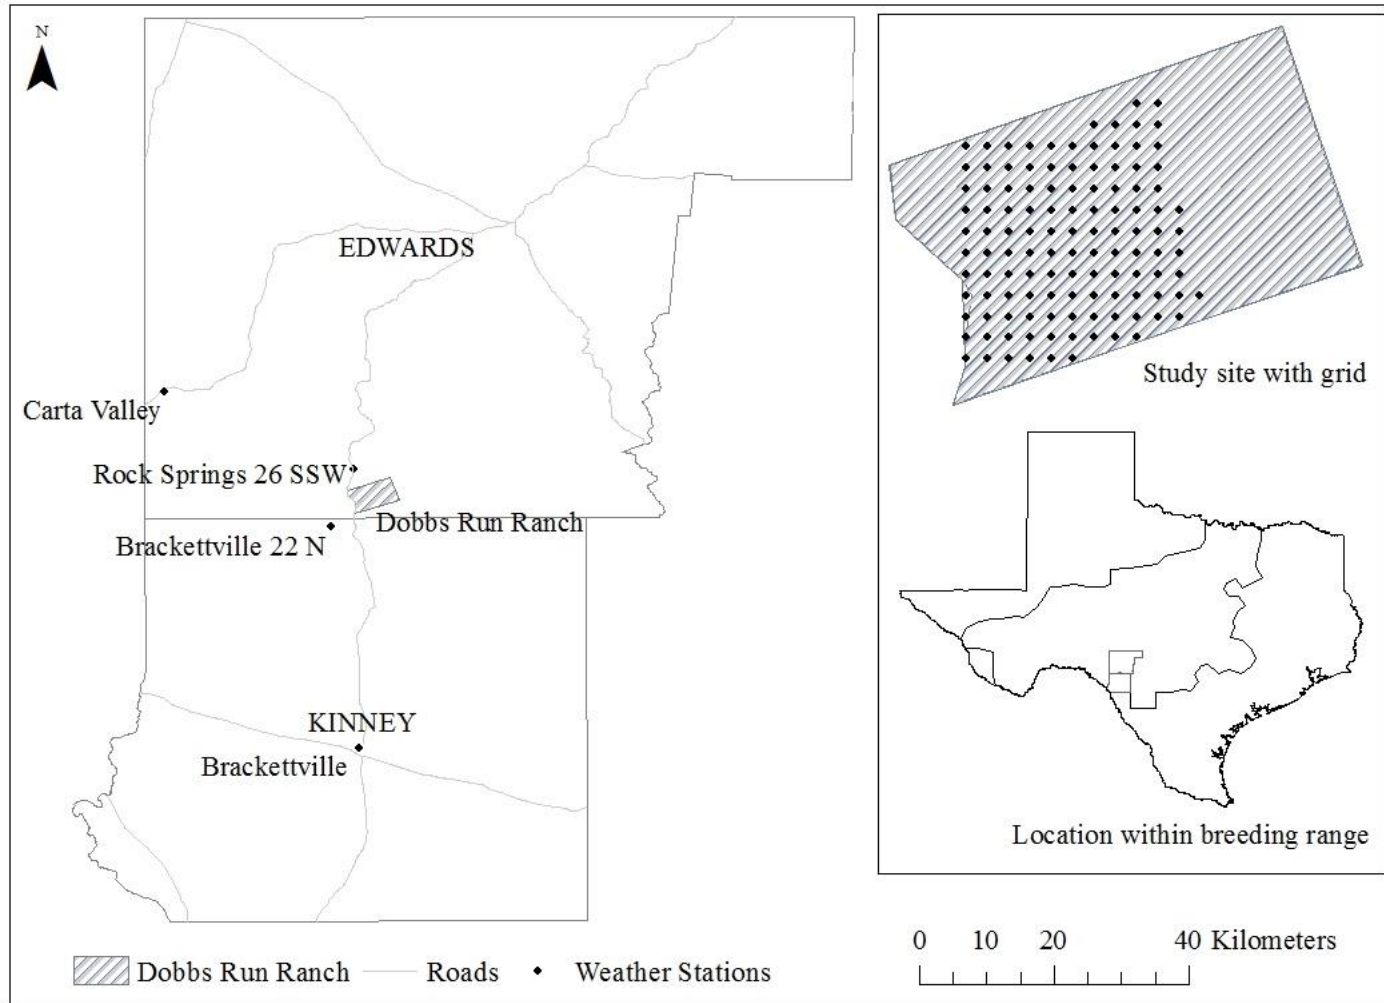 N
EDWARDS
Carta Valley
Rock Springs 26 SSW
Dobbs Run Ranch
Brackettville 22 N
KINNEY
Brackettville
Study site with grid
Location within breeding range
0 10 20 40 Kilometers
Dobbs Run Ranch Roads Weather Stations